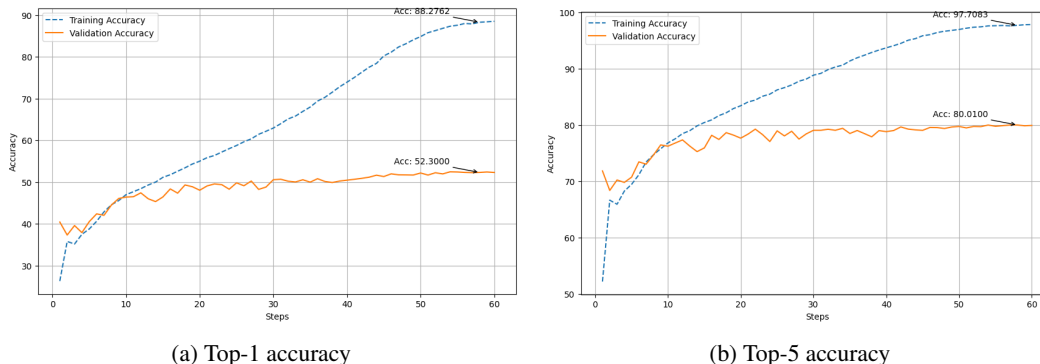 Acc: 88.2762
Training Accuracy
Validation Accuracy
Acc: 52.3000
90
80
70
60
50
40
30
Accuracy
0 10 20 30 40 50 60
Steps
(a) Top-1 accuracy
Acc: 97.7083
Training Accuracy
Validation Accuracy
Acc: 80.0100
100
90
80
70
60
50
Accuracy
0 10 20 30 40 50 60
Steps
(b) Top-5 accuracy